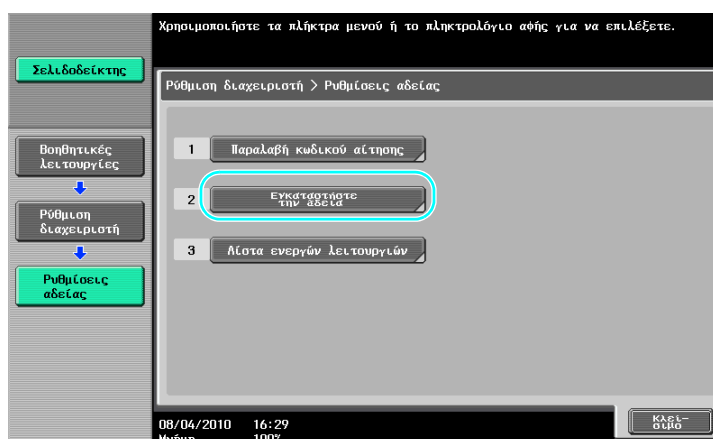 Χρησιμοποιήστε τα πλήκτρα μενού ή το πληκτρολόγιο αφής για να επιλέξετε.
Σελιδοδείκτης
Ρύθμιση διαχειριστή > Ρυθμίσεις αδείας
Βοηθητικές
λειτουργίες
Ρύθμιση
διαχειριστή
Ρυθμίσεις
αδείας
1 Παραλαβή κωδικού αίτησης
2 Εγκαταστήστε
την άδεια
3 Λίστα ενεργών λειτουργιών
08/04/2010 16:29
Μνήμη 100%
Κλεί-
σιμο